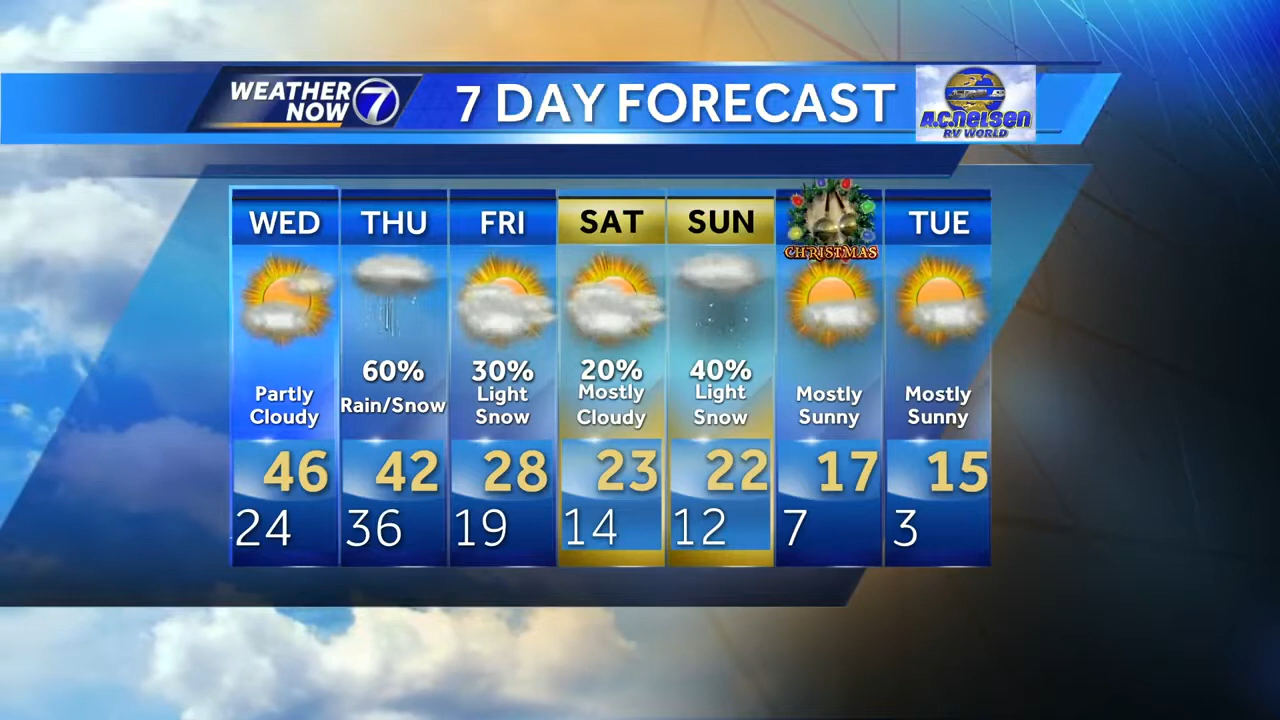 WEATHER NOW 7
7 DAY FORECAST
A.C.NELSEN
RV WORLD
WED
THU
FRI
SAT
SUN
CHRISTMAS
TUE
60%
30%
20%
40%
Partly
Cloudy
Rain/Snow
Light
Snow
Mostly
Cloudy
Light
Snow
Mostly
Sunny
Mostly
Sunny
46 42 28 23 22 17 15
24 36 19 14 12 7 3